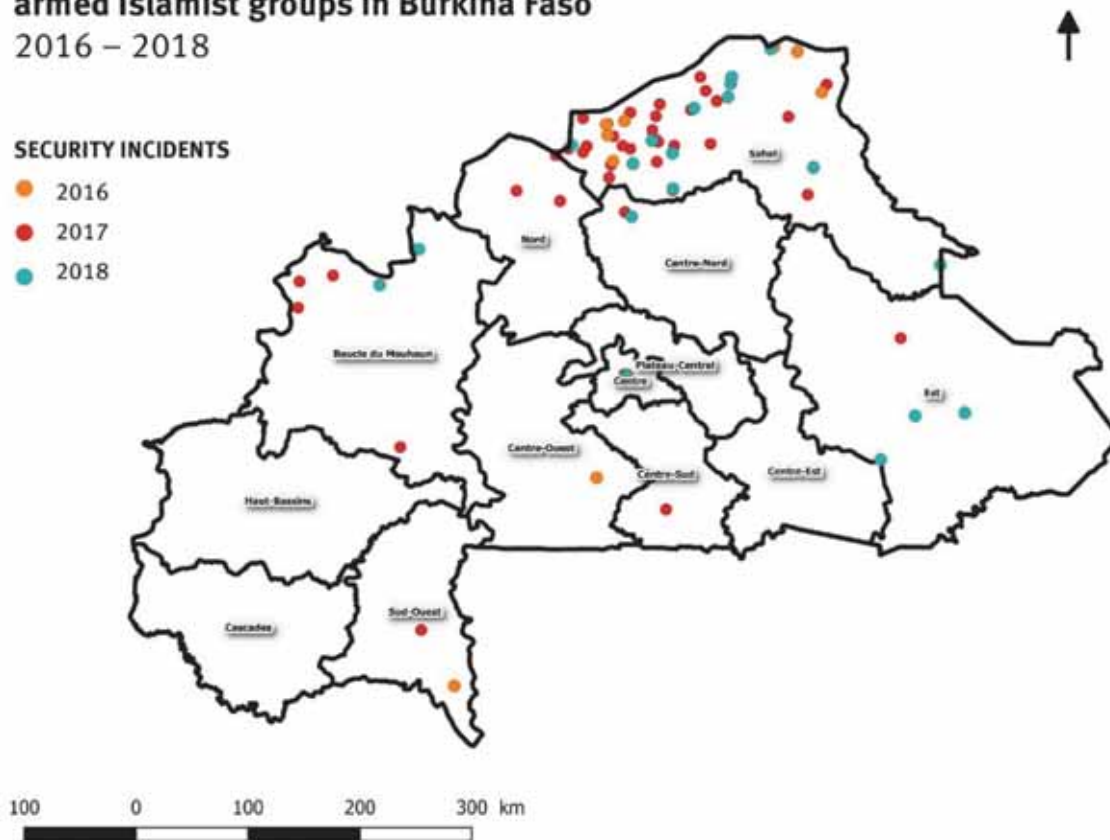 armed Islamist groups in Burkina Faso
2016 – 2018
SECURITY INCIDENTS
2016
2017
2018
Sahel
Nord
Centre-Nord
Boucle du Mouhoun
Plateau-Central
Centre
Est
Centre-Ouest
Centre-Sud
Centre-Est
Haut-Bassins
Sud-Ouest
Cascades
100 0 100 200 300 km